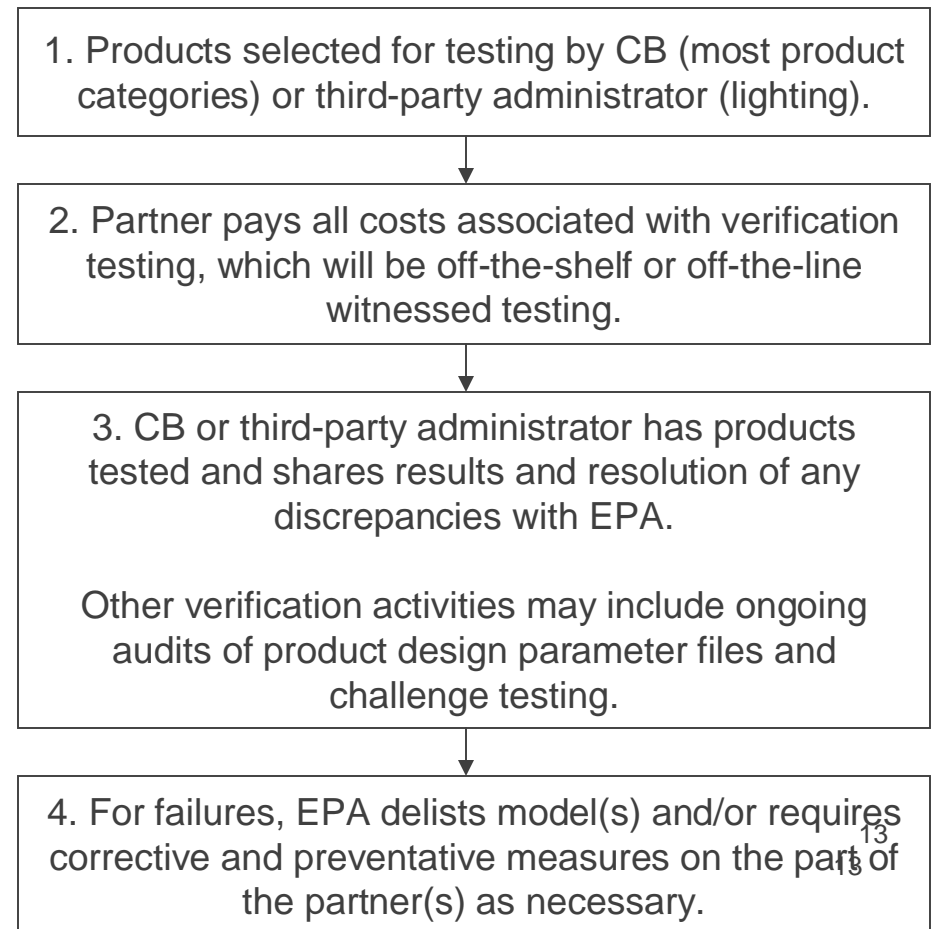 1. Products selected for testing by CB (most product
categories) or third-party administrator (lighting).
2. Partner pays all costs associated with verification
testing, which will be off-the-shelf or off-the-line
witnessed testing.
3. CB or third-party administrator has products
tested and shares results and resolution of any
discrepancies with EPA.
Other verification activities may include ongoing
audits of product design parameter files and
challenge testing.
4. For failures, EPA delists model(s) and/or requires
13
corrective and preventative measures on the part of
13
the partner(s) as necessary.